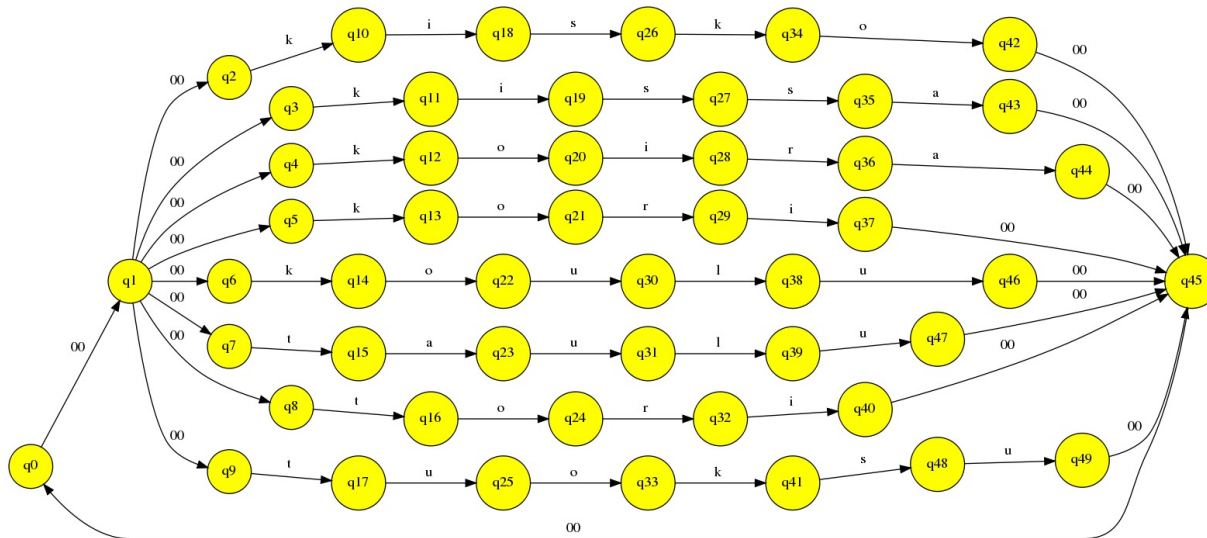 q2 k q10 i q18 s q26 k q34 o q42 00
00 q3 k q11 i q19 s q27 s q35 a q43 00
00 q4 k q12 o q20 i q28 r q36 a q44 00
00 q5 k q13 o q21 r q29 i q37 00
00
q1 00 q6 k q14 o q22 u q30 l q38 u q46 00 q45
00 q7 t q15 a q23 u q31 l q39 u q47 00
00 q8 t q16 o q24 r q32 i q40 00
00 q9 t q17 u q25 o q33 k q41 s q48 u q49 00
q0 00
00